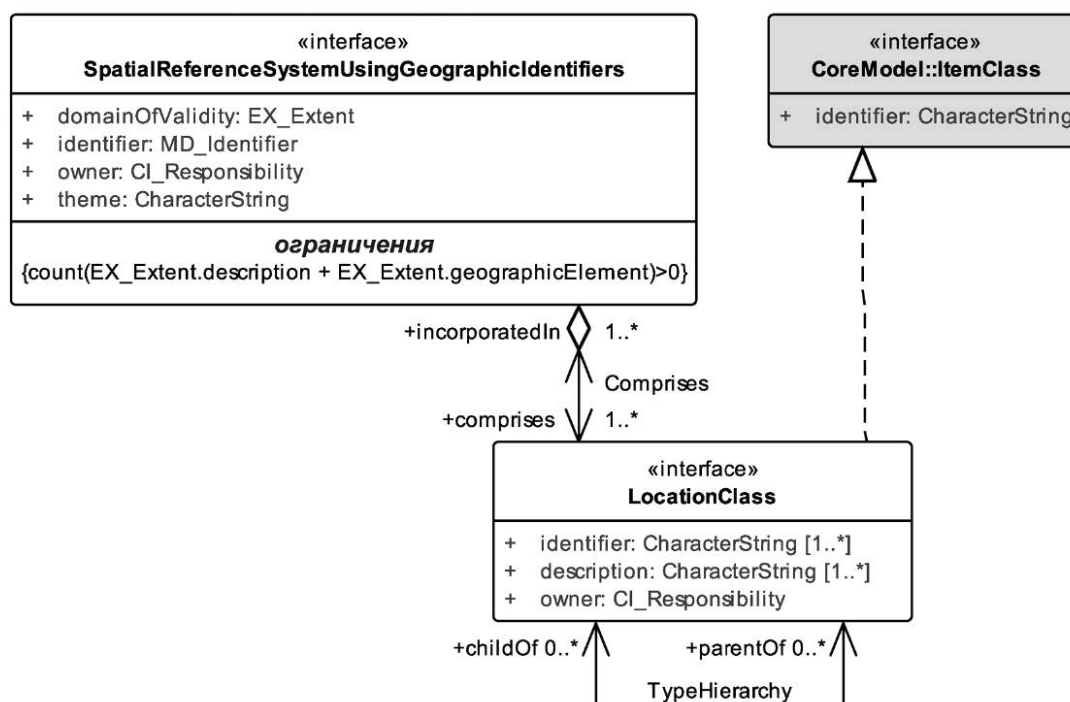 «interface»
SpatialReferenceSystemUsingGeographicIdentifiers
+ domainOfValidity: EX_Extent
+ identifier: MD_Identifier
+ owner: CI_Responsibility
+ theme: CharacterString
ограничения
{count(EX_Extent.description + EX_Extent.geographicElement)>0}
«interface»
CoreModel::ItemClass
+ identifier: CharacterString
+incorporatedIn 1..*
Comprises
+comprises 1..*
«interface»
LocationClass
+ identifier: CharacterString [1..*]
+ description: CharacterString [1..*]
+ owner: CI_Responsibility
+childOf 0..* +parentOf 0..*
TypeHierarchy